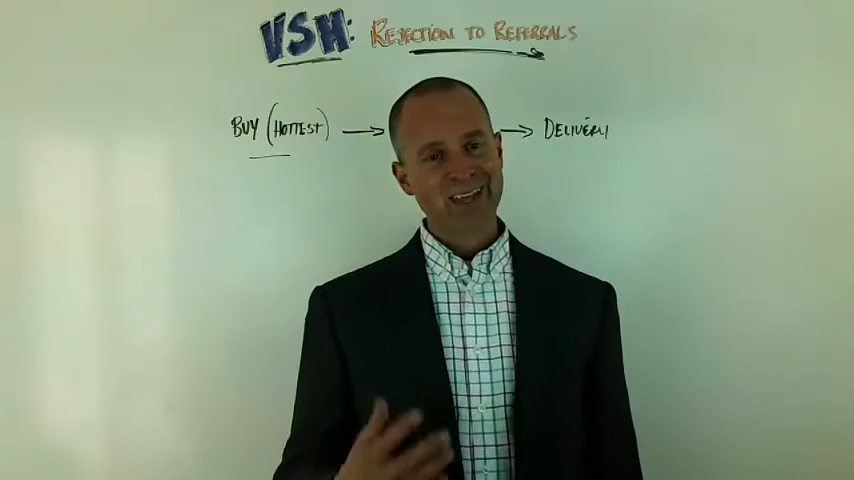 VSH: REJECTION TO REFERRALS
BUY (HOTTEST) → → DELIVERY